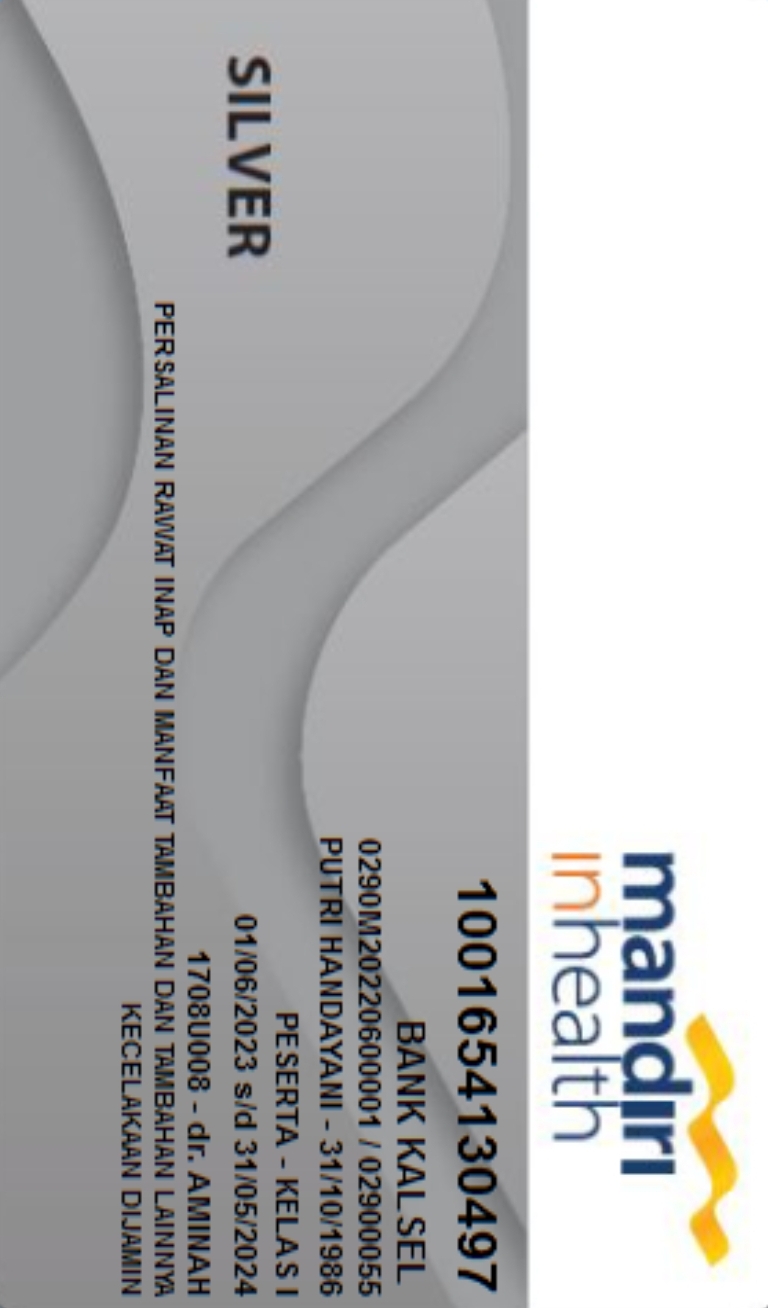 mandiri
inhealth
1001654130497
BANK KALSEL
0290M20220600001 / 02900055
PUTRI HANDAYANI - 31/10/1986
PESERTA - KELAS I
01/06/2023 s/d 31/05/2024
SILVER
1708U008 - dr. AMINAH
PERSALINAN RAWAT INAP DAN MANFAAT TAMBAHAN DAN TAMBAHAN LAINNYA
KECELAKAAN DIJAMIN